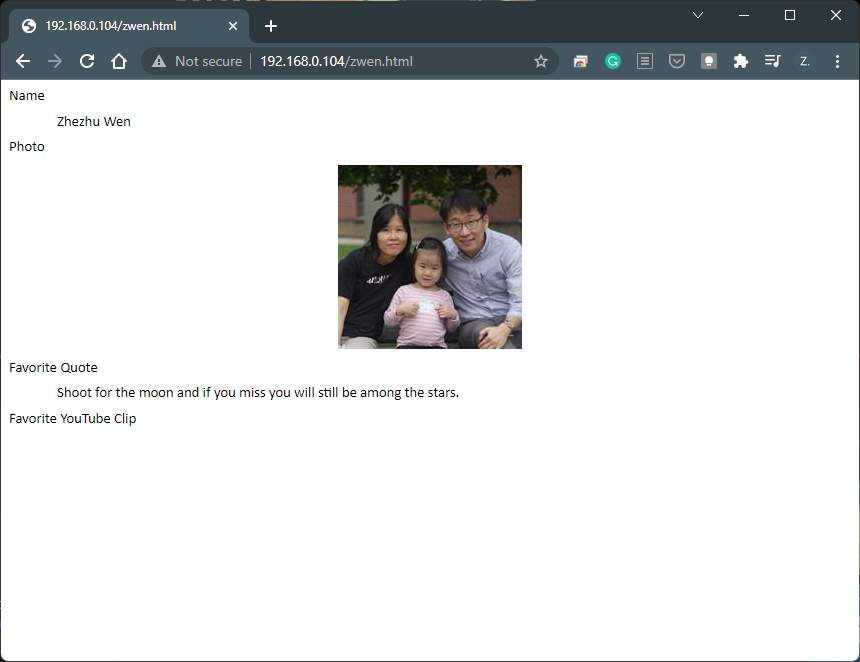 192.168.0.104/zwen.html
Not secure
192.168.0.104/zwen.html
Z.
Name
Zhezhu Wen
Photo
Favorite Quote
Shoot for the moon and if you miss you will still be among the stars.
Favorite YouTube Clip